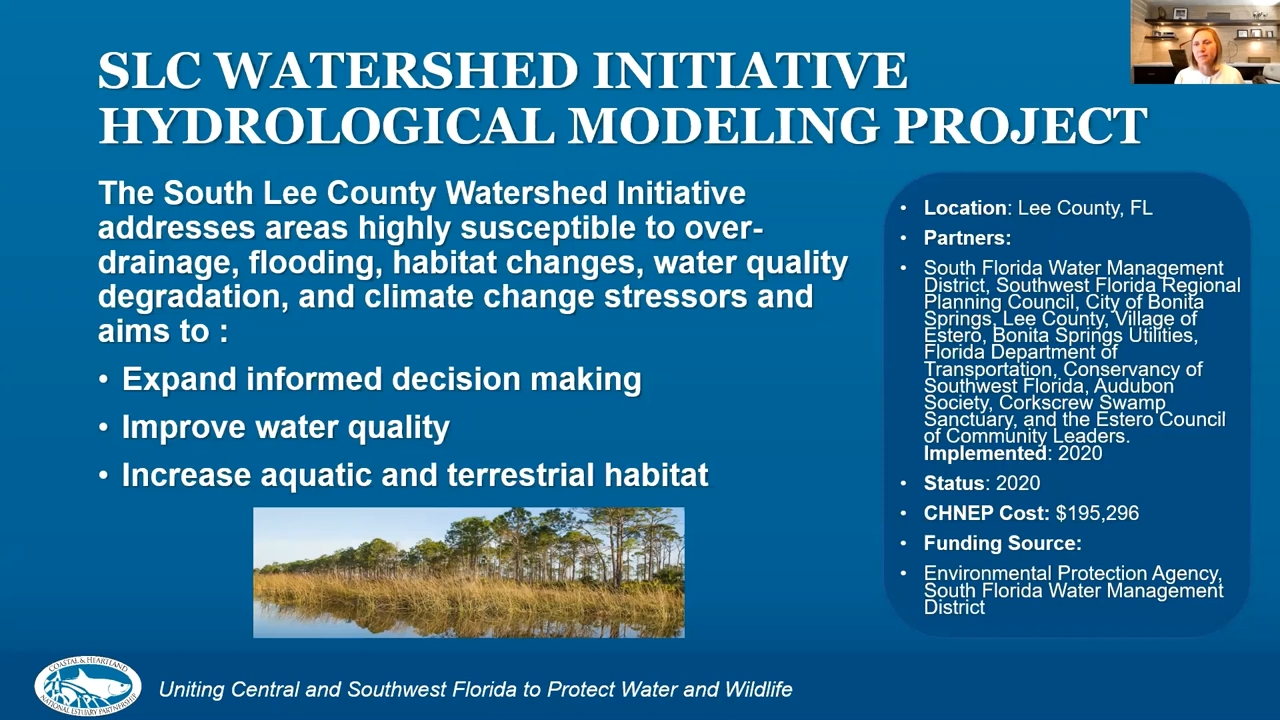 SLC WATERSHED INITIATIVE
HYDROLOGICAL MODELING PROJECT
The South Lee County Watershed Initiative
addresses areas highly susceptible to over-
drainage, flooding, habitat changes, water quality
degradation, and climate change stressors and
aims to :
• Expand informed decision making
• Improve water quality
• Increase aquatic and terrestrial habitat
• Location: Lee County, FL
• Partners:
• South Florida Water Management
District, Southwest Florida Regional
Planning Council, City of Bonita
Springs, Lee County, Village of
Estero, Bonita Springs Utilities,
Florida Department of
Transportation, Conservancy of
Southwest Florida, Audubon
Society, Corkscrew Swamp
Sanctuary, and the Estero Council
of Community Leaders.
Implemented: 2020
• Status: 2020
• CHNEP Cost: $195,296
• Funding Source:
• Environmental Protection Agency,
South Florida Water Management
District
COASTAL & HEARTLAND
NATIONAL ESTUARY PARTNERSHIP
Uniting Central and Southwest Florida to Protect Water and Wildlife